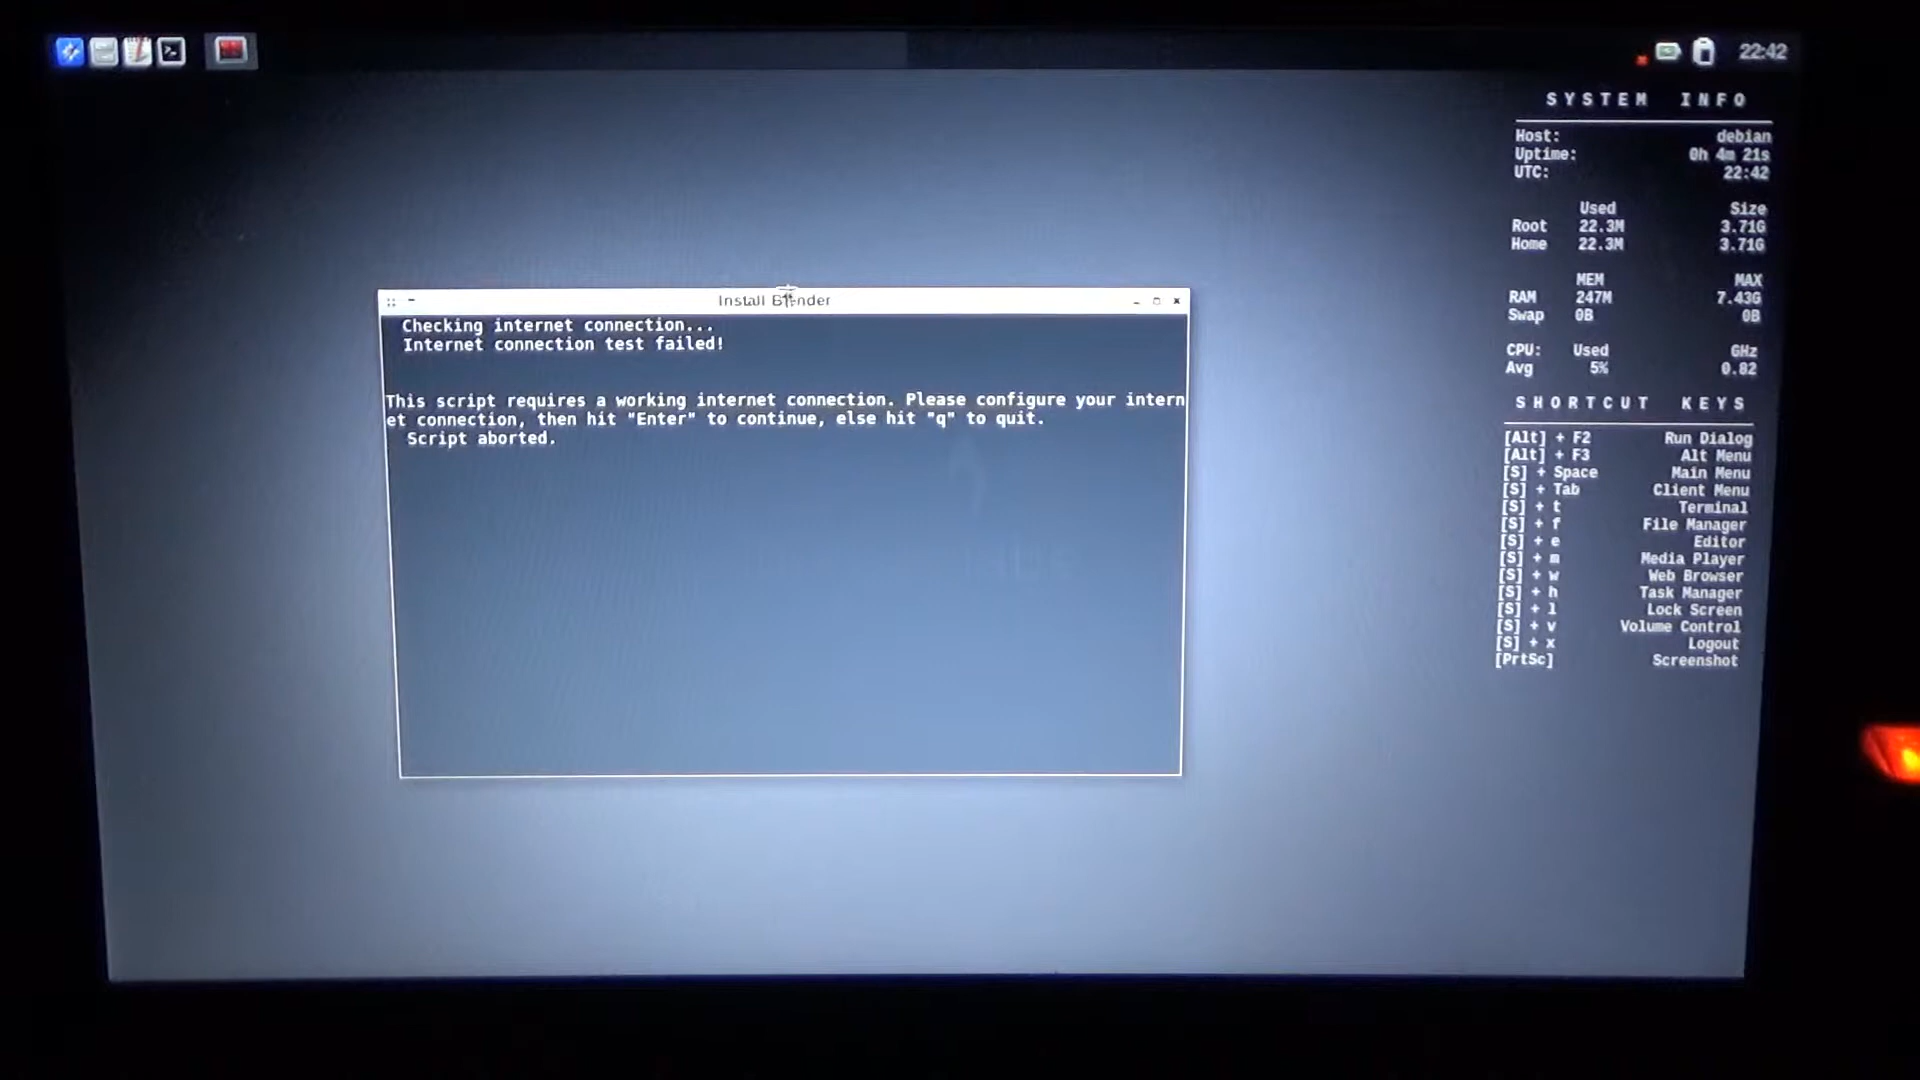 22:42
SYSTEM INFO
Host: debian
Uptime: 0h 4m 21s
UTC: 22:42
Used Size
Root 22.3M 3.71G
Home 22.3M 3.71G
MEM MAX
RAM 247M 7.43G
Swap 0B 0B
CPU: Used GHz
Avg 5% 0.82
SHORTCUT KEYS
[Alt] + F2 Run Dialog
[Alt] + F3 Alt Menu
[S] + Space Main Menu
[S] + Tab Client Menu
[S] + t Terminal
[S] + f File Manager
[S] + e Editor
[S] + m Media Player
[S] + w Web Browser
[S] + h Task Manager
[S] + l Lock Screen
[S] + v Volume Control
[S] + x Logout
[PrtSc] Screenshot
Install Blender
Checking internet connection...
Internet connection test failed!
This script requires a working internet connection. Please configure your intern
et connection, then hit "Enter" to continue, else hit "q" to quit.
Script aborted.